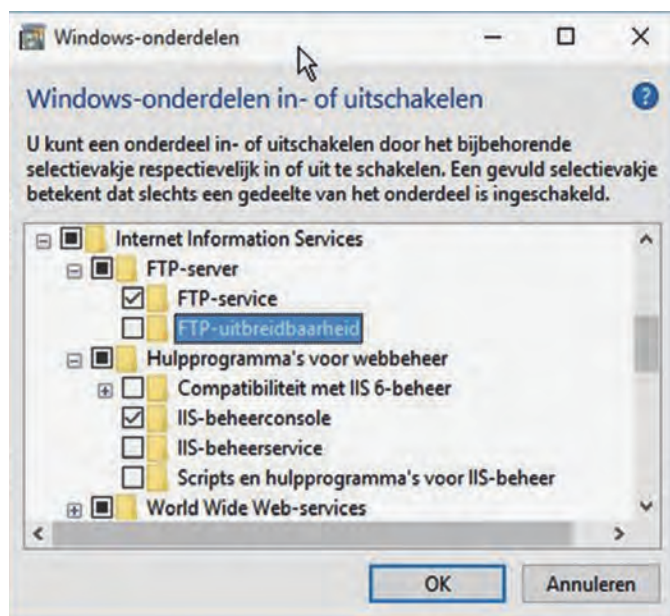 Windows-onderdelen
Windows-onderdelen in- of uitschakelen
U kunt een onderdeel in- of uitschakelen door het bijbehorende
selectievakje respectievelijk in of uit te schakelen. Een gevuld selectievakje
betekent dat slechts een gedeelte van het onderdeel is ingeschakeld.
Internet Information Services
FTP-server
FTP-service
FTP-uitbreidbaarheid
Hulpprogramma's voor webbeheer
Compatibiliteit met IIS 6-beheer
IIS-beheerconsole
IIS-beheerservice
Scripts en hulpprogramma's voor IIS-beheer
World Wide Web-services
OK Annuleren